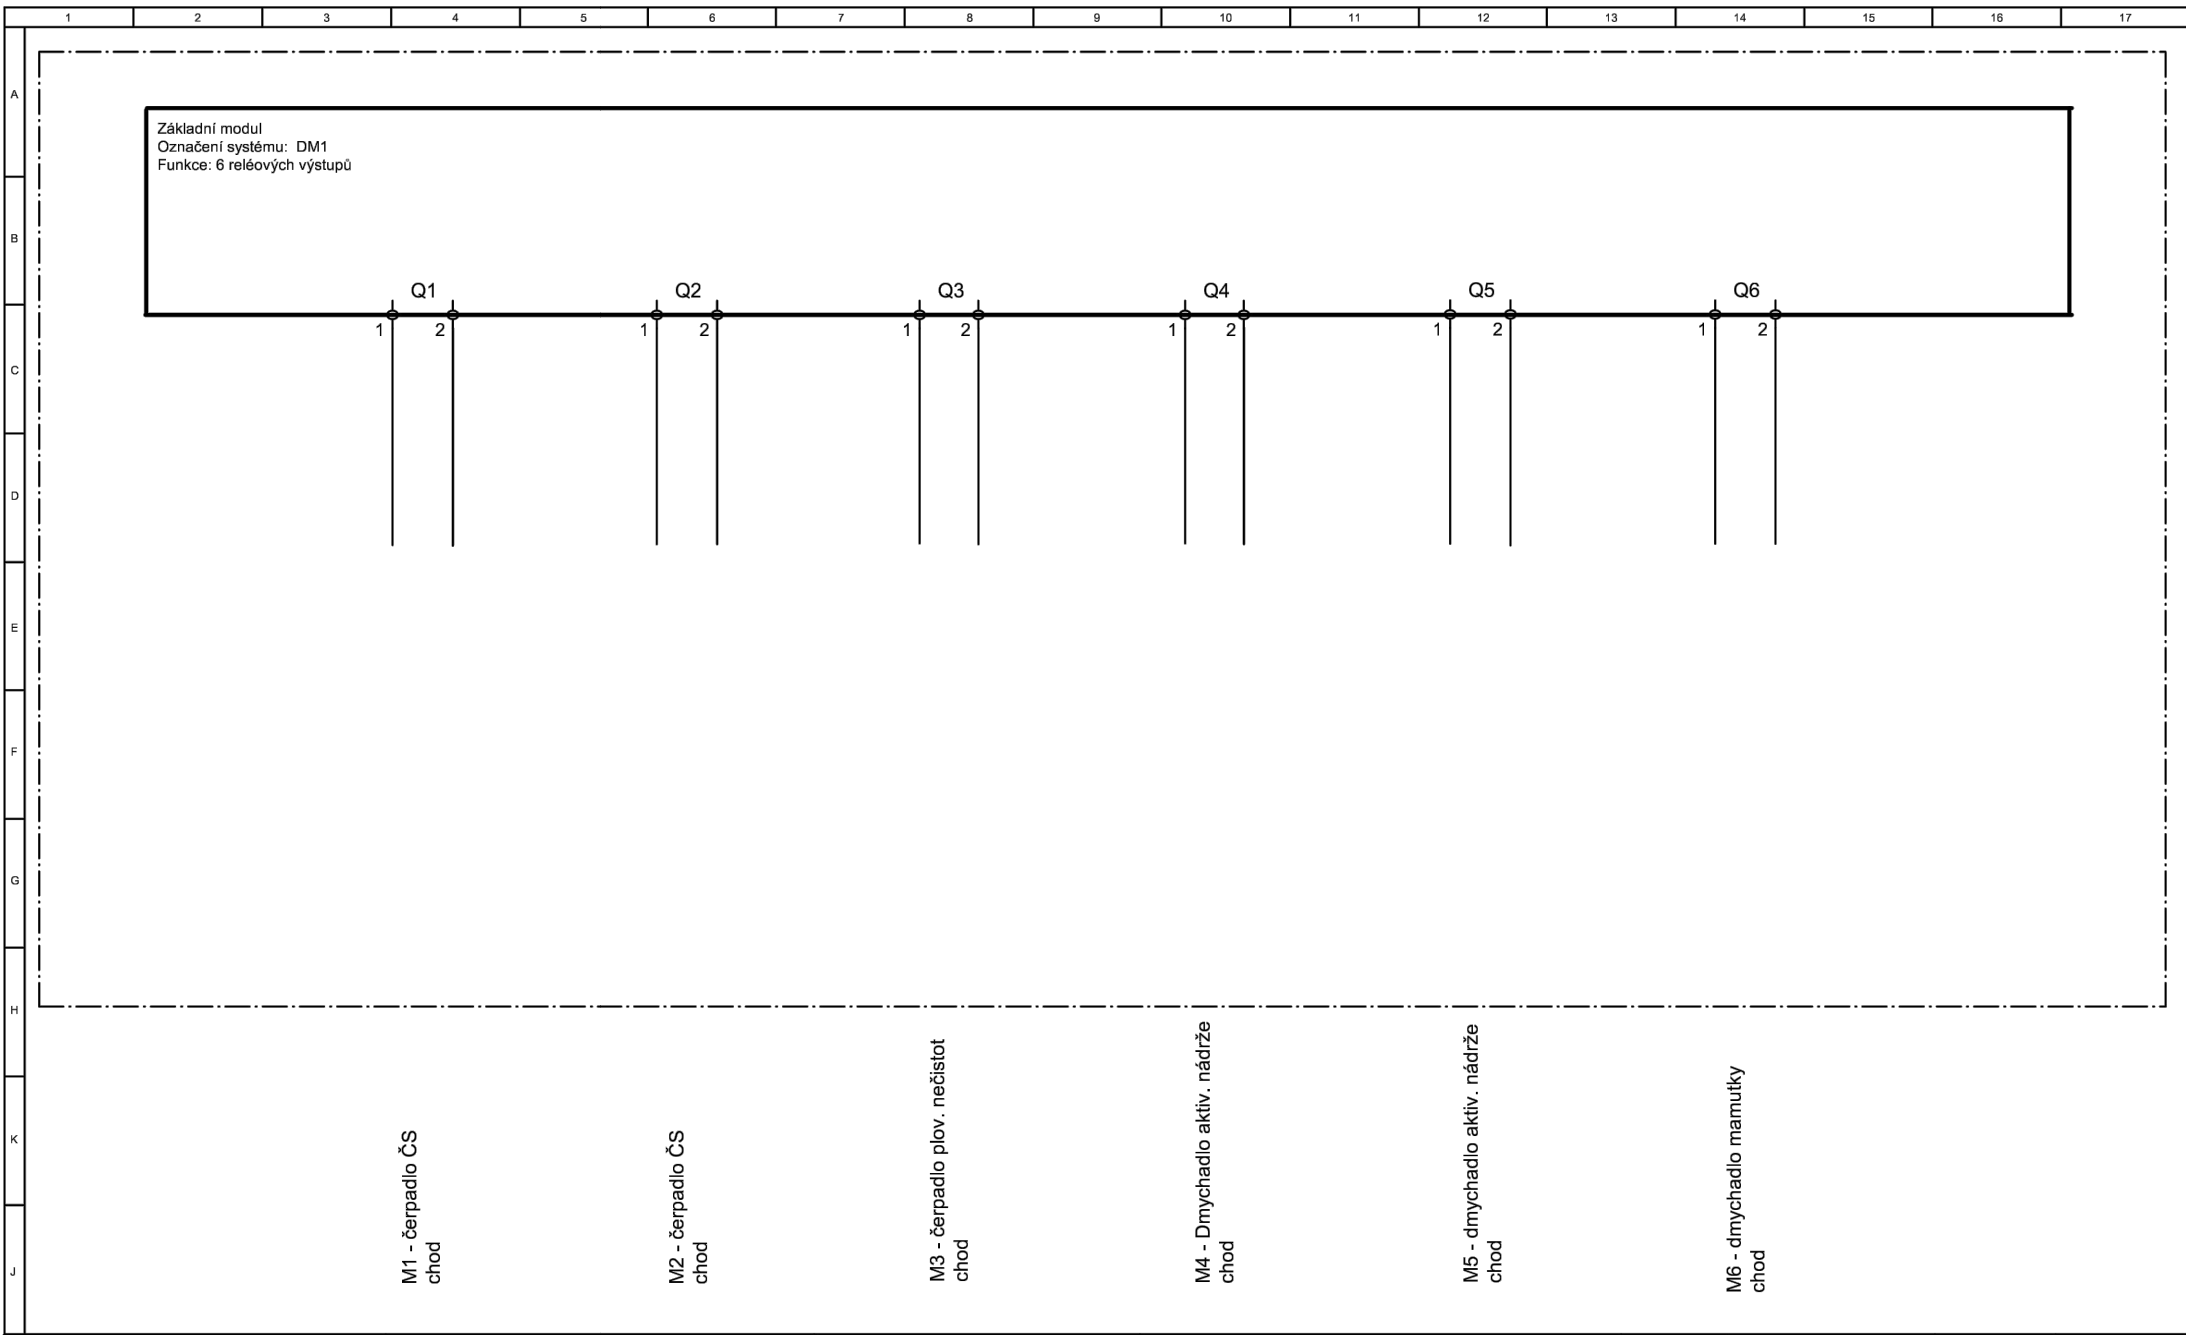 1 2 3 4 5 6 7 8 9 10 11 12 13 14 15 16 17
A
Základní modul
Označení systému: DM1
Funkce: 6 reléových výstupů
B
Q1 Q2 Q3 Q4 Q5 Q6
1 2 1 2 1 2 1 2 1 2 1 2
C
D
E
F
G
H
K
J
M1 - čerpadlo ČS
chod
M2 - čerpadlo ČS
chod
M3 - čerpadlo plov. nečistot
chod
M4 - Dmychadlo aktiv. nádrže
chod
M5 - dmychadlo aktiv. nádrže
chod
M6 - dmychadlo mamutky
chod